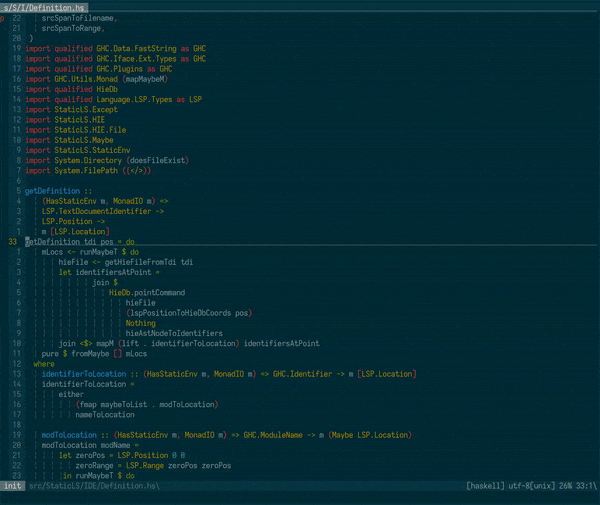 s/S/I/Definition.hs
p 22 srcSpanToFilename,
21 srcSpanToRange,
20 )
19 import qualified GHC.Data.FastString as GHC
18 import qualified GHC.Iface.Ext.Types as GHC
17 import qualified GHC.Plugins as GHC
16 import GHC.Utils.Monad (mapMaybeM)
15 import qualified HieDb
14 import qualified Language.LSP.Types as LSP
13 import StaticLS.Except
12 import StaticLS.HIE
11 import StaticLS.HIE.File
10 import StaticLS.Maybe
9 import StaticLS.StaticEnv
8 import System.Directory (doesFileExist)
7 import System.FilePath ((</>))
6
5 getDefinition ::
4 (HasStaticEnv m, MonadIO m) =>
3 LSP.TextDocumentIdentifier ->
2 LSP.Position ->
1 m [LSP.Location]
33 getDefinition tdi pos = do
1 mLocs <- runMaybeT $ do
2 hieFile <- getHieFileFromTdi tdi
3 let identifiersAtPoint =
4 join $
5 HieDb.pointCommand
6 hieFile
7 (lspPositionToHieDbCoords pos)
8 Nothing
9 hieAstNodeToIdentifiers
10 join <$> mapM (lift . identifierToLocation) identifiersAtPoint
11 pure $ fromMaybe [] mLocs
12 where
13 identifierToLocation :: (HasStaticEnv m, MonadIO m) => GHC.Identifier -> m [LSP.Location]
14 identifierToLocation =
15 either
16 (fmap maybeToList . modToLocation)
17 nameToLocation
18
19 modToLocation :: (HasStaticEnv m, MonadIO m) => GHC.ModuleName -> m (Maybe LSP.Location)
20 modToLocation modName =
21 let zeroPos = LSP.Position 0 0
22 zeroRange = LSP.Range zeroPos zeroPos
23 in runMaybeT $ do
init src/StaticLS/IDE/Definition.hs\ [haskell] utf-8[unix] 26% 33:1\